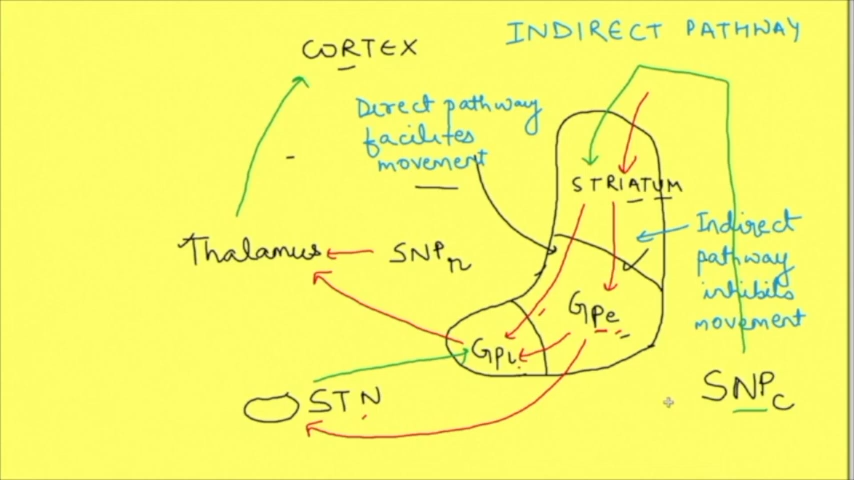 INDIRECT PATHWAY
CORTEX
Direct pathway
facilites
movement
STRIATUM
Thalamus
SNPr
Indirect
pathway
inhibits
movement
GPe
GPi
STN
SNPc